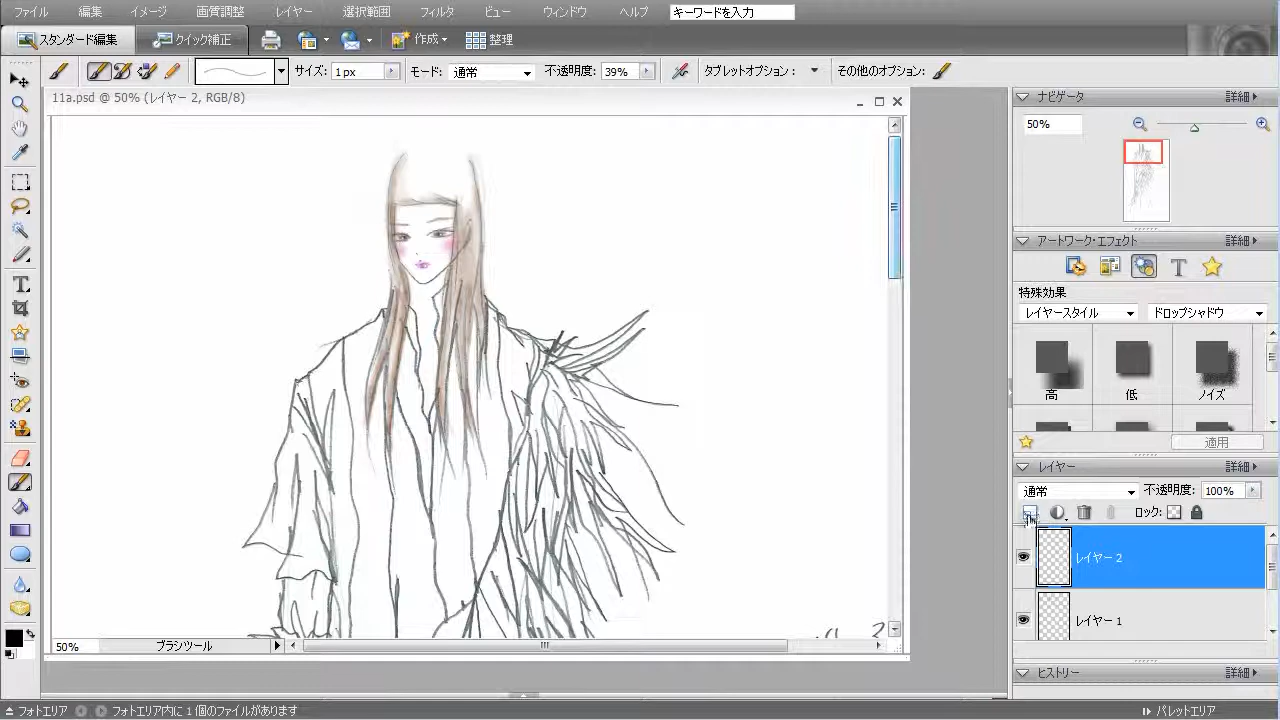 ファイル 編集 イメージ 画質調整 レイヤー 選択範囲 フィルタ ビュー ウィンドウ ヘルプ キーワードを入力
スタンダード編集 クイック補正 作成 整理
サイズ: 1 px モード: 通常 不透明度: 39% タブレットオプション: その他のオプション:
11a.psd @ 50% (レイヤー 2, RGB/8)
ナビゲータ 詳細
50%
アートワーク・エフェクト 詳細
特殊効果
レイヤースタイル ドロップシャドウ
高 低 ノイズ
適用
レイヤー 詳細
通常 不透明度: 100%
ロック:
レイヤー 2
レイヤー 1
50% ブラシツール
ヒストリー 詳細
フォトエリア フォトエリア内に 1 個のファイルがあります パレットエリア